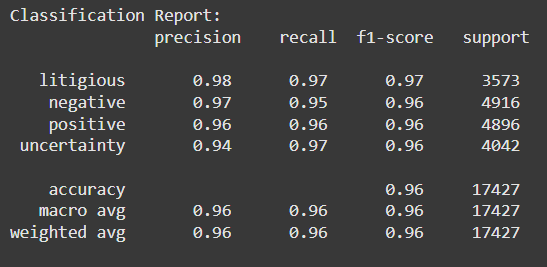 Classification Report:
precision recall f1-score support
litigious 0.98 0.97 0.97 3573
negative 0.97 0.95 0.96 4916
positive 0.96 0.96 0.96 4896
uncertainty 0.94 0.97 0.96 4042
accuracy 0.96 17427
macro avg 0.96 0.96 0.96 17427
weighted avg 0.96 0.96 0.96 17427